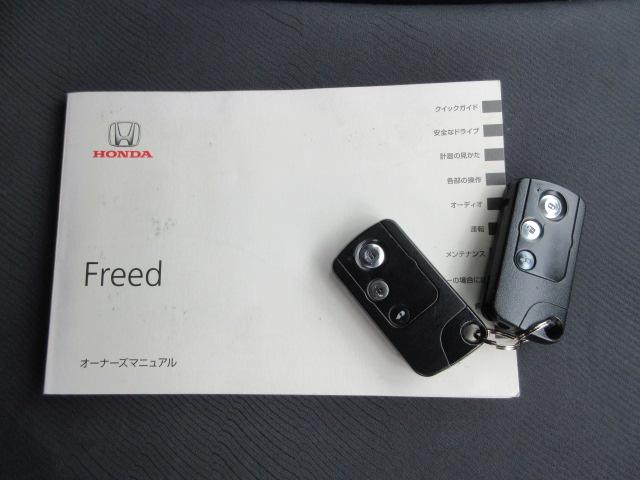 HONDA
Freed
オーナーズマニュアル
クイックガイド
安全なドライブ
計器の見かた
各部の操作
オーディオ
運転
メンテナンス